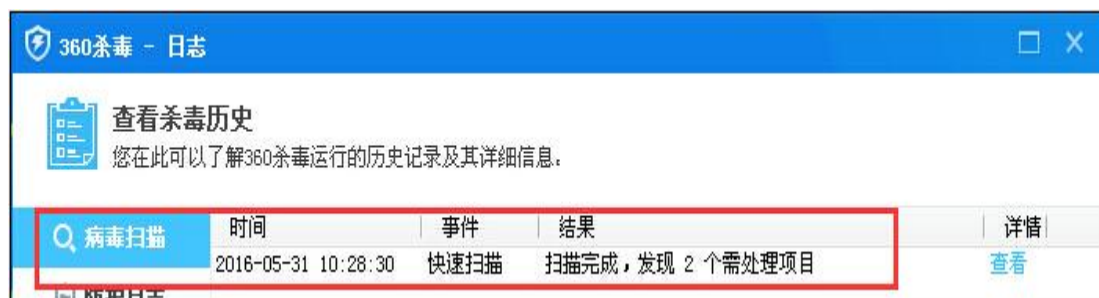 360杀毒 - 日志
查看杀毒历史
您在此可以了解360杀毒运行的历史记录及其详细信息。
病毒扫描
时间 事件 结果 详情
2016-05-31 10:28:30 快速扫描 扫描完成，发现 2 个需处理项目 查看